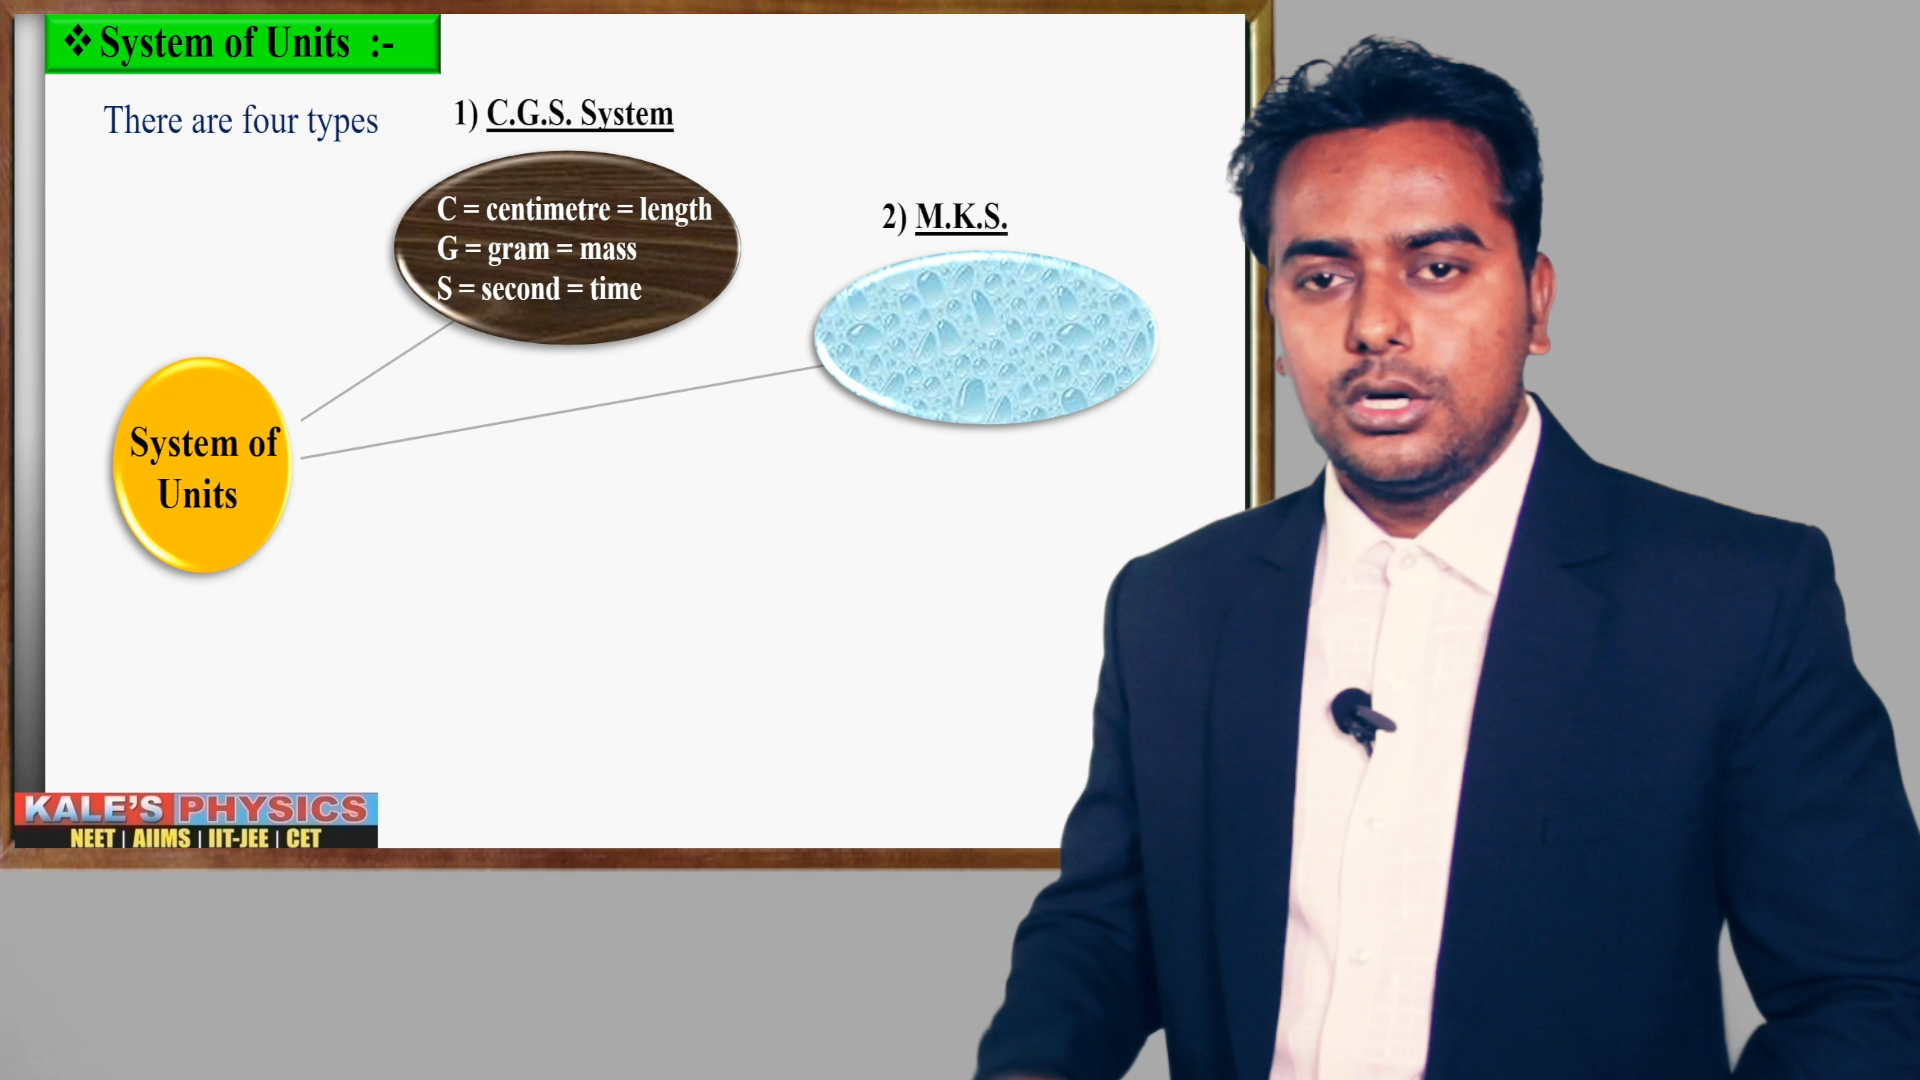 ❖ System of Units :-
There are four types
1) C.G.S. System
C = centimetre = length
G = gram = mass
S = second = time
2) M.K.S.
System of
Units
KALE'S PHYSICS
NEET | AIIMS | IIT-JEE | CET